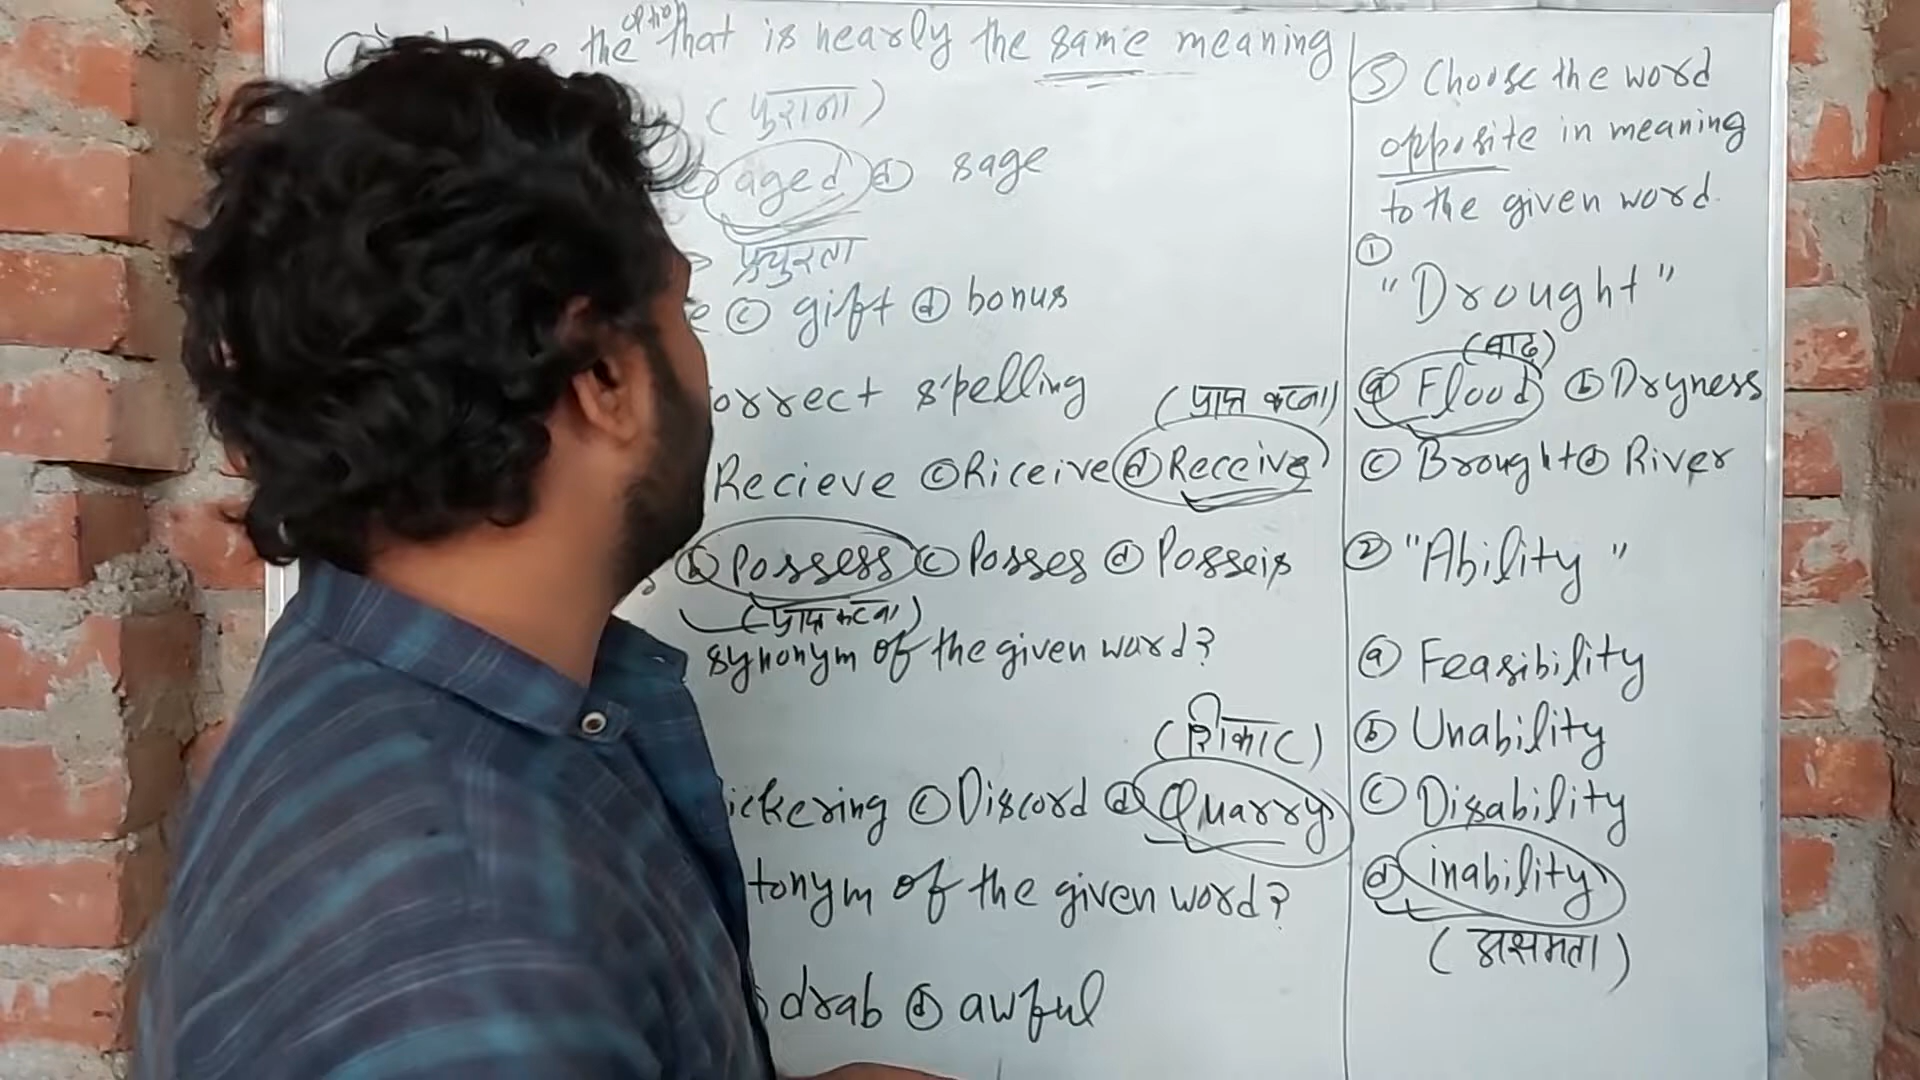 the option that is nearly the same meaning
(पुराना)
aged ⓓ sage
प्रचुरता
ⓒ gift ⓓ bonus
orrect spelling
(प्राप्त करना)
Recieve ⓒ Riceive ⓓ Receive
ⓑ Possess ⓒ Posses ⓓ Posseis
(प्राप्त करना)
synonym of the given word?
(शिकार)
ickering ⓒ Discord ⓓ Quarry
tonym of the given word?
drab ⓓ awful
⑤ Choose the word
opposite in meaning
to the given word.
①
"Drought"
(बाढ़)
ⓐ Flood ⓑ Dryness
ⓒ Brought ⓓ River
② "Ability"
ⓐ Feasibility
ⓑ Unability
ⓒ Disability
ⓓ inability
(अक्षमता)